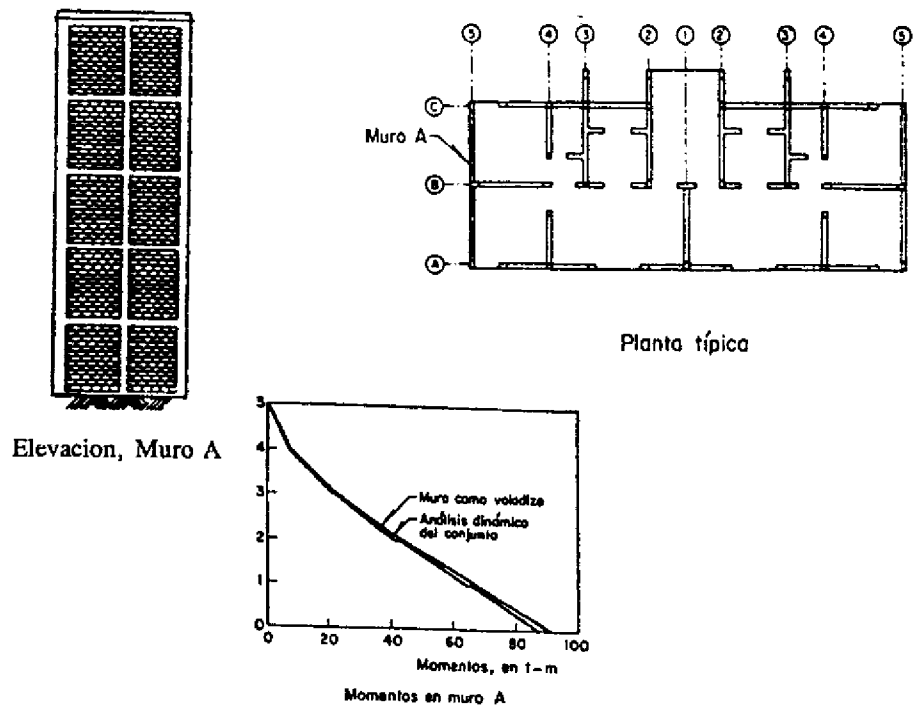 5 4 3 2 1 2 3 4 5
C
Muro A
B
A
Planta típica
Elevacion, Muro A
5
4
3
2
1
0
Muro como voladizo
Análisis dinámico
del conjunto
0 20 40 60 80 100
Momentos, en t-m
Momentos en muro A